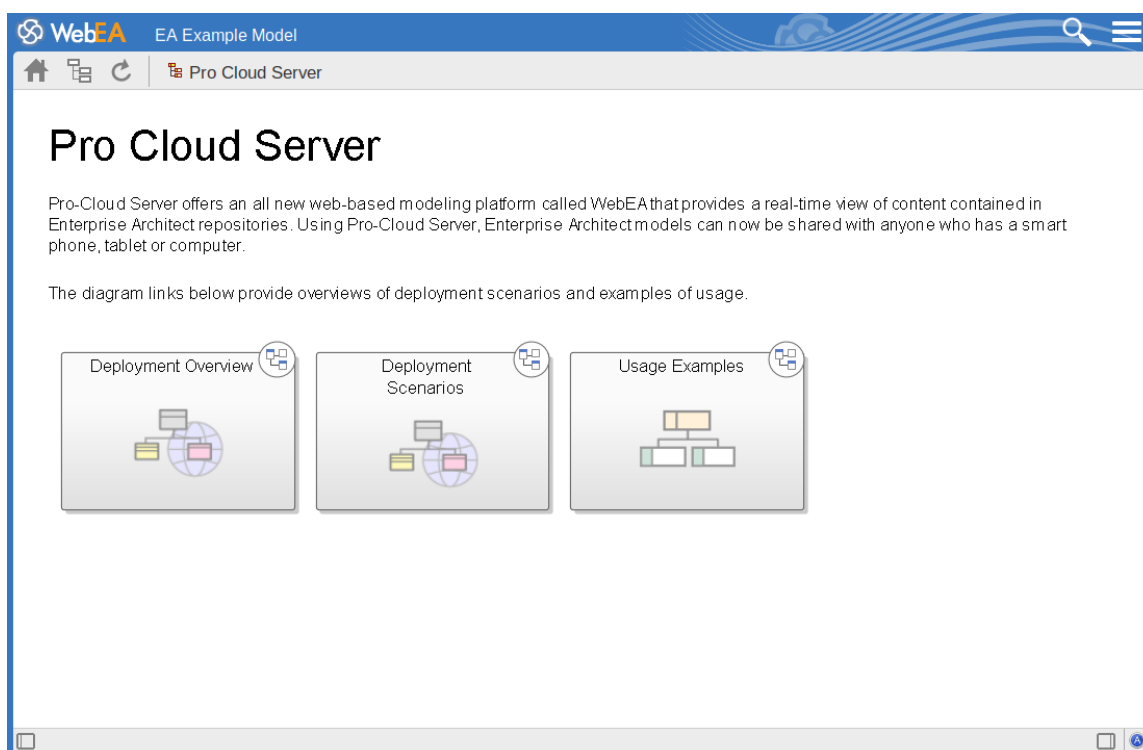 WebEA EA Example Model
Pro Cloud Server
Pro Cloud Server
Pro-Cloud Server offers an all new web-based modeling platform called WebEA that provides a real-time view of content contained in
Enterprise Architect repositories. Using Pro-Cloud Server, Enterprise Architect models can now be shared with anyone who has a smart
phone, tablet or computer.
The diagram links below provide overviews of deployment scenarios and examples of usage.
Deployment Overview
Deployment
Scenarios
Usage Examples
A